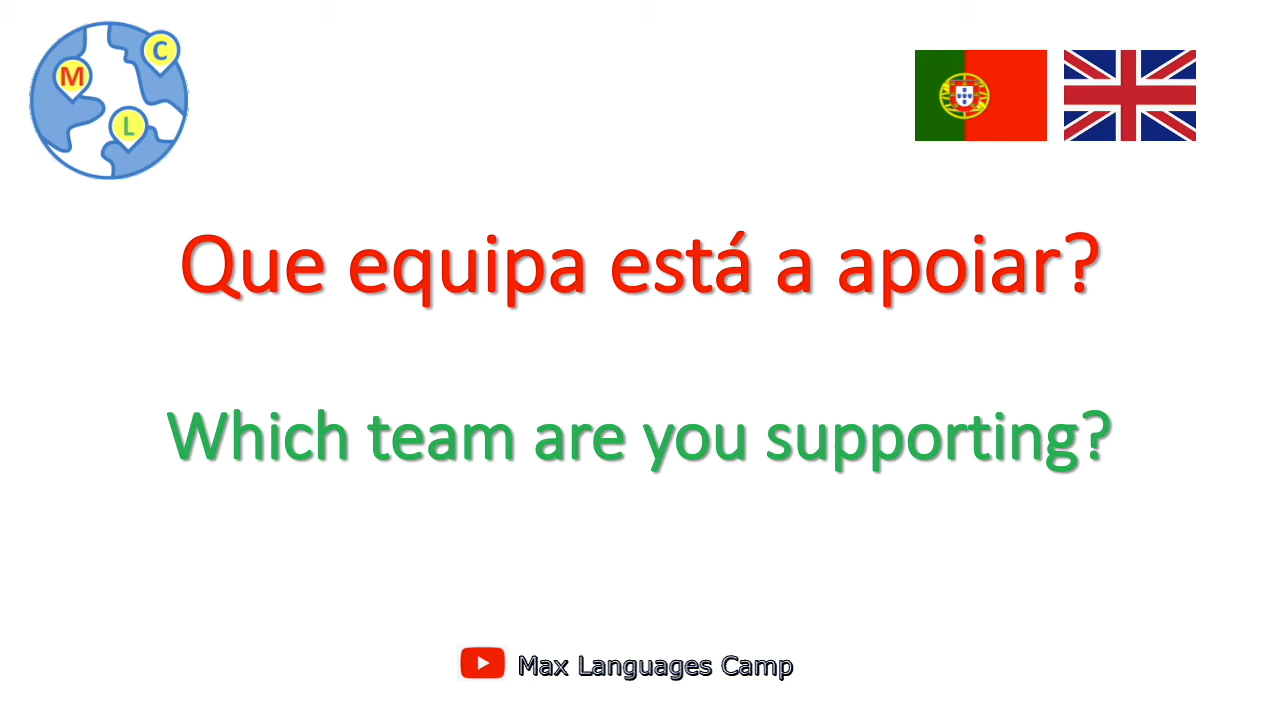 C
M
L
Que equipa está a apoiar?
Which team are you supporting?
Max Languages Camp